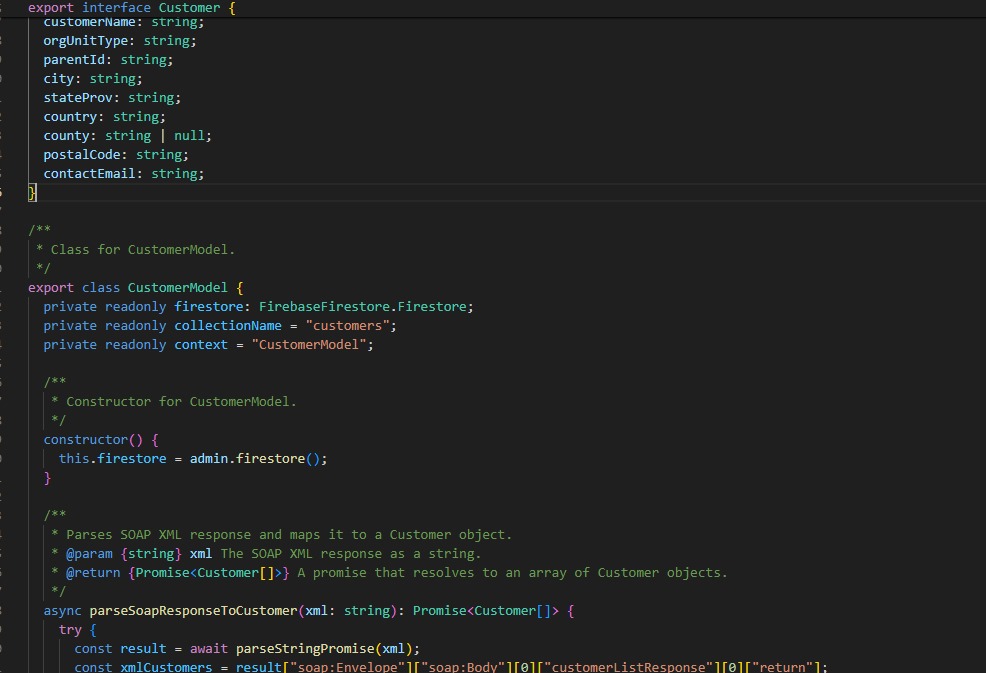 export interface Customer {
customerName: string;
orgUnitType: string;
parentId: string;
city: string;
stateProv: string;
country: string;
county: string | null;
postalCode: string;
contactEmail: string;
}
/**
* Class for CustomerModel.
*/
export class CustomerModel {
private readonly firestore: FirebaseFirestore.Firestore;
private readonly collectionName = "customers";
private readonly context = "CustomerModel";
/**
* Constructor for CustomerModel.
*/
constructor() {
this.firestore = admin.firestore();
}
/**
* Parses SOAP XML response and maps it to a Customer object.
* @param {string} xml The SOAP XML response as a string.
* @return {Promise<Customer[]>} A promise that resolves to an array of Customer objects.
*/
async parseSoapResponseToCustomer(xml: string): Promise<Customer[]> {
try {
const result = await parseStringPromise(xml);
const xmlCustomers = result["soap:Envelope"]["soap:Body"][0]["customerListResponse"][0]["return"];